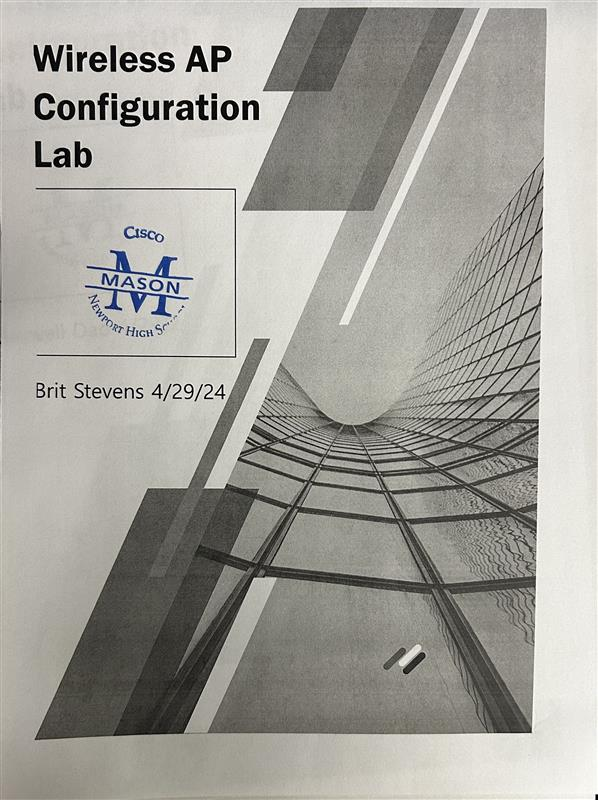 Wireless AP
Configuration
Lab
CISCO
M
MASON
NEWPORT HIGH SCHOOL
Brit Stevens 4/29/24